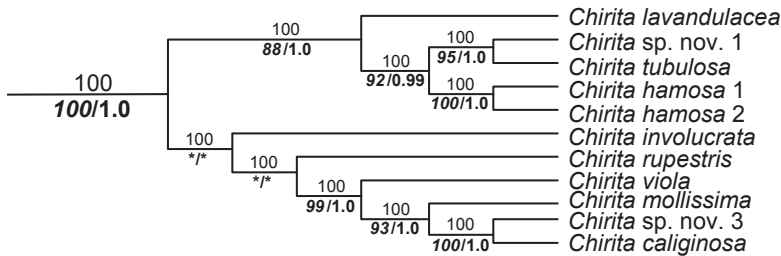 100
88/1.0
Chirita lavandulacea
100
95/1.0
Chirita sp. nov. 1
100
92/0.99
Chirita tubulosa
100
100/1.0
Chirita hamosa 1
100
100/1.0
Chirita hamosa 2
100
*/*
Chirita involucrata
100
*/*
Chirita rupestris
100
99/1.0
Chirita viola
100
93/1.0
Chirita mollissima
100
100/1.0
Chirita sp. nov. 3
Chirita caliginosa